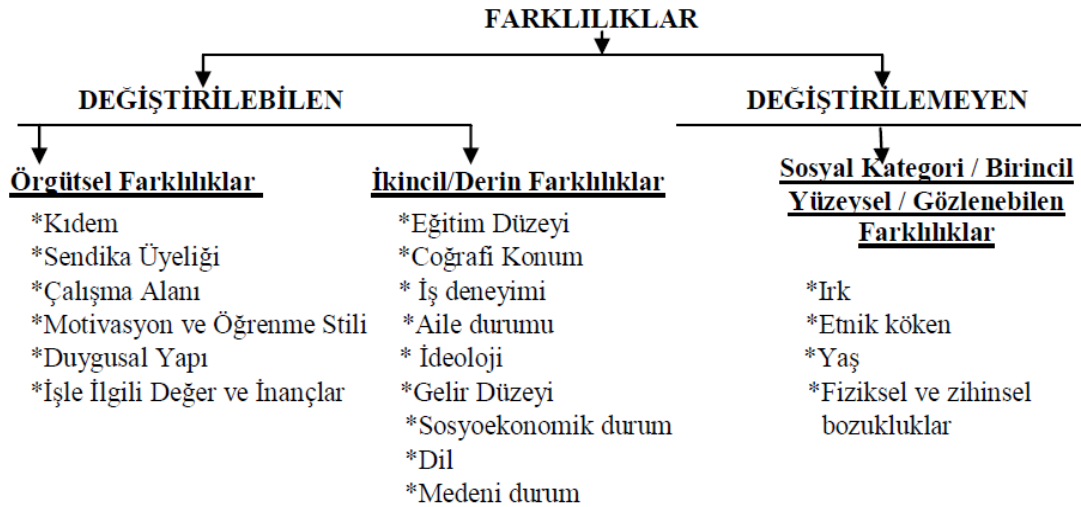 FARKLILIKLAR
DEĞİŞTİRİLEBİLEN
DEĞİŞTİRİLEMEYEN
Örgütsel Farklılıklar
*Kıdem
*Sendika Üyeliği
*Çalışma Alanı
*Motivasyon ve Öğrenme Stili
*Duygusal Yapı
*İşle İlgili Değer ve İnançlar
İkincil/Derin Farklılıklar
*Eğitim Düzeyi
*Coğrafi Konum
* İş deneyimi
*Aile durumu
* İdeoloji
*Gelir Düzeyi
*Sosyoekonomik durum
*Dil
*Medeni durum
Sosyal Kategori / Birincil
Yüzeysel / Gözlenebilen
Farklılıklar
*Irk
*Etnik köken
*Yaş
*Fiziksel ve zihinsel
bozukluklar